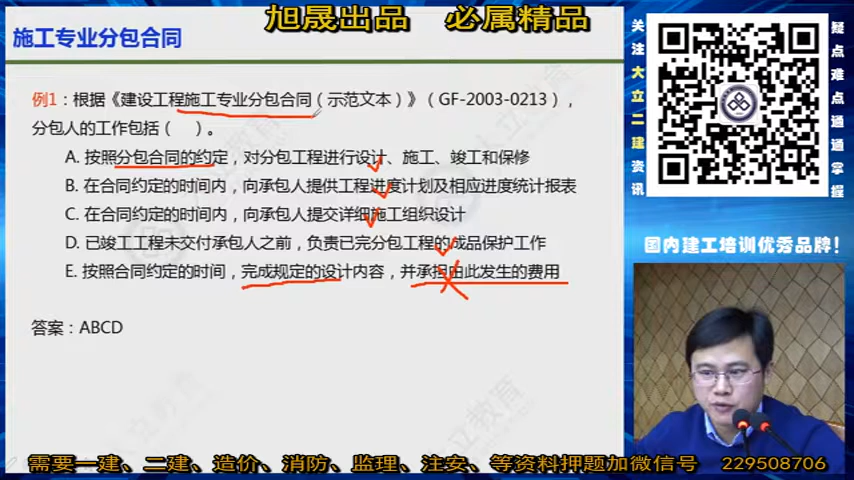 旭晟出品 必属精品
施工专业分包合同
例1：根据《建设工程施工专业分包合同（示范文本）》（GF-2003-0213），
分包人的工作包括（ ）。
A. 按照分包合同的约定，对分包工程进行设计、施工、竣工和保修
B. 在合同约定的时间内，向承包人提供工程进度计划及相应进度统计报表
C. 在合同约定的时间内，向承包人提交详细施工组织设计
D. 已竣工工程未交付承包人之前，负责已完分包工程的成品保护工作
E. 按照合同约定的时间，完成规定的设计内容，并承担由此发生的费用
答案：ABCD
关注大立二建资讯
疑点难点通通掌握
国内建工培训优秀品牌！
需要一建、二建、造价、消防、监理、注安、等资料押题加微信号 229508706